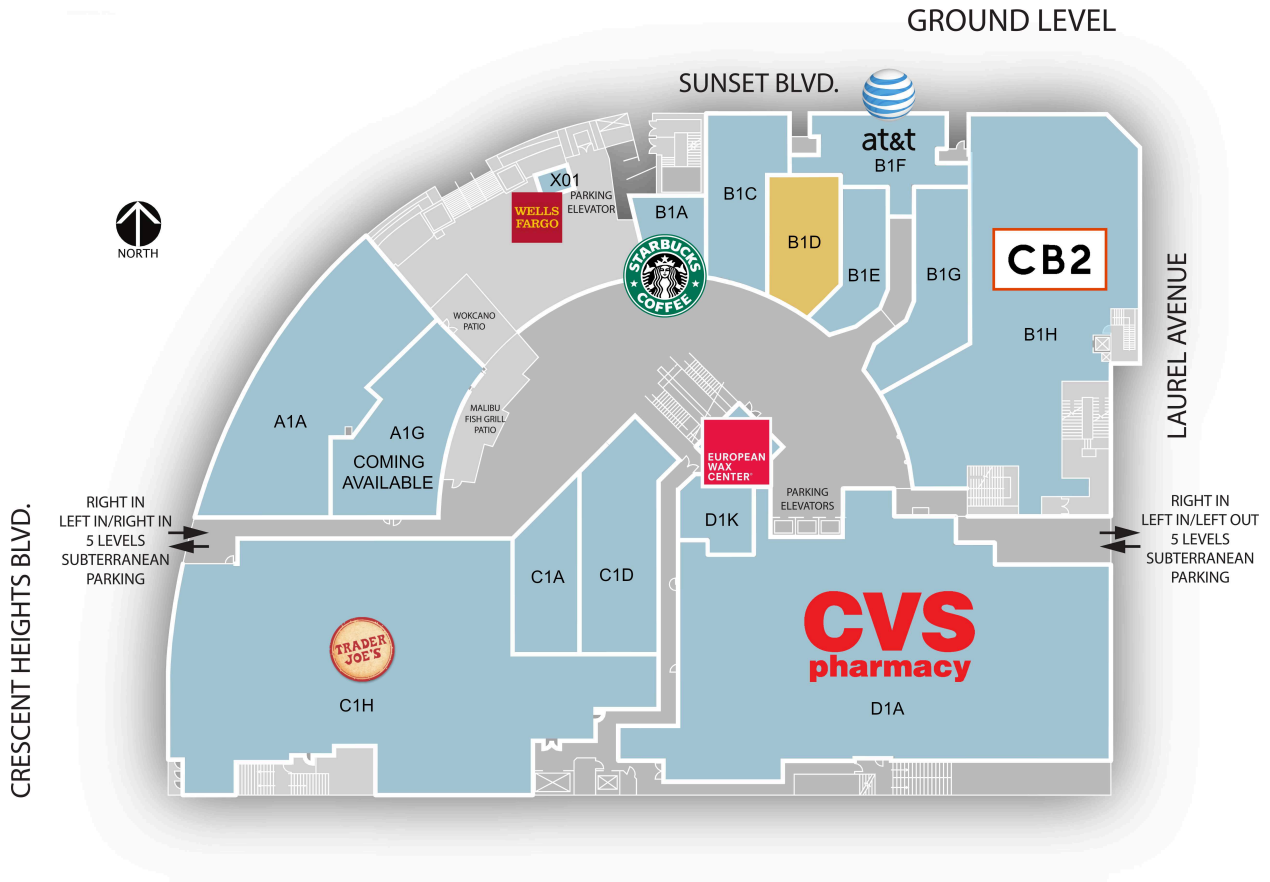 GROUND LEVEL
SUNSET BLVD.
at&t
B1F
X01
PARKING
ELEVATOR
WELLS
FARGO
B1A
STARBUCKS
COFFEE
B1C
B1D
B1E
B1G
CB2
B1H
NORTH
LAUREL AVENUE
WOKCANO
PATIO
MALIBU
FISH GRILL
PATIO
A1A
A1G
COMING
AVAILABLE
EUROPEAN
WAX
CENTER
PARKING
ELEVATORS
D1K
RIGHT IN
LEFT IN/RIGHT IN
5 LEVELS
SUBTERRANEAN
PARKING
RIGHT IN
LEFT IN/LEFT OUT
5 LEVELS
SUBTERRANEAN
PARKING
CRESCENT HEIGHTS BLVD.
C1A
C1D
TRADER
JOE'S
C1H
CVS
pharmacy
D1A